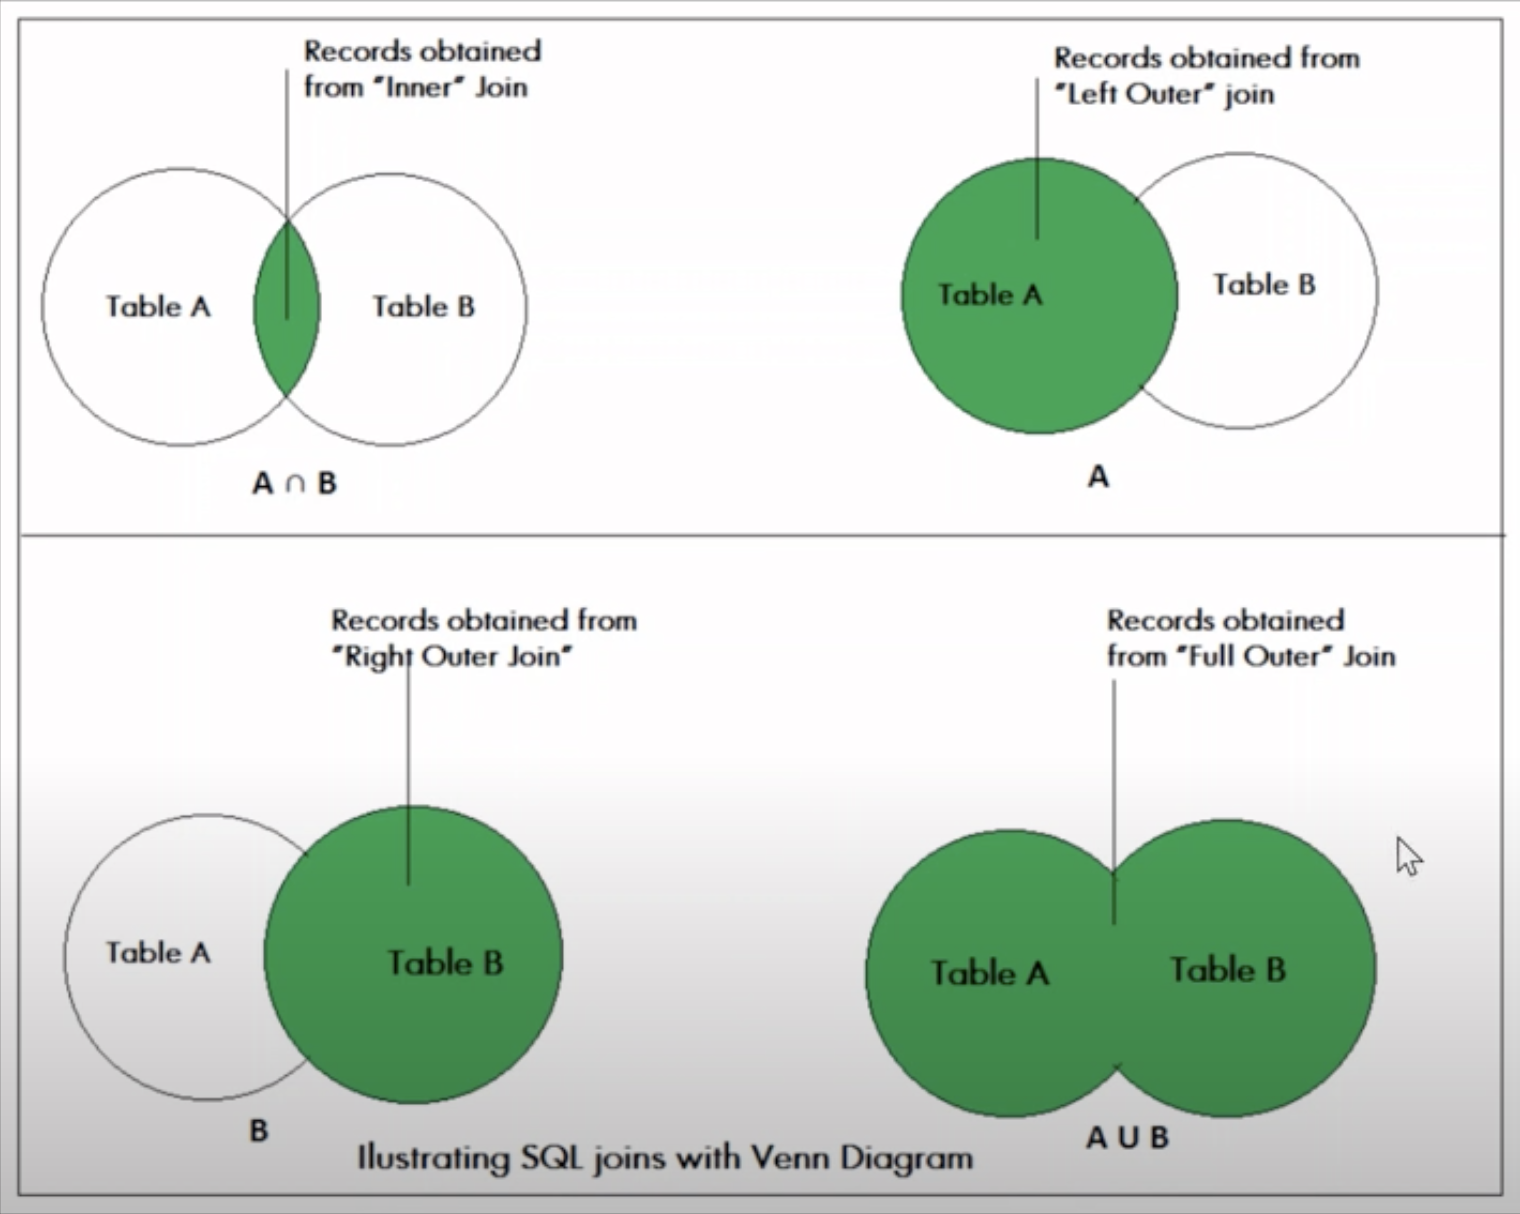 Records obtained
from "Inner" Join
Table A
Table B
A ∩ B
Records obtained from
"Left Outer" join
Table A
Table B
A
Records obtained from
"Right Outer Join"
Table A
Table B
B
Records obtained
from "Full Outer" Join
Table A
Table B
A U B
Ilustrating SQL joins with Venn Diagram